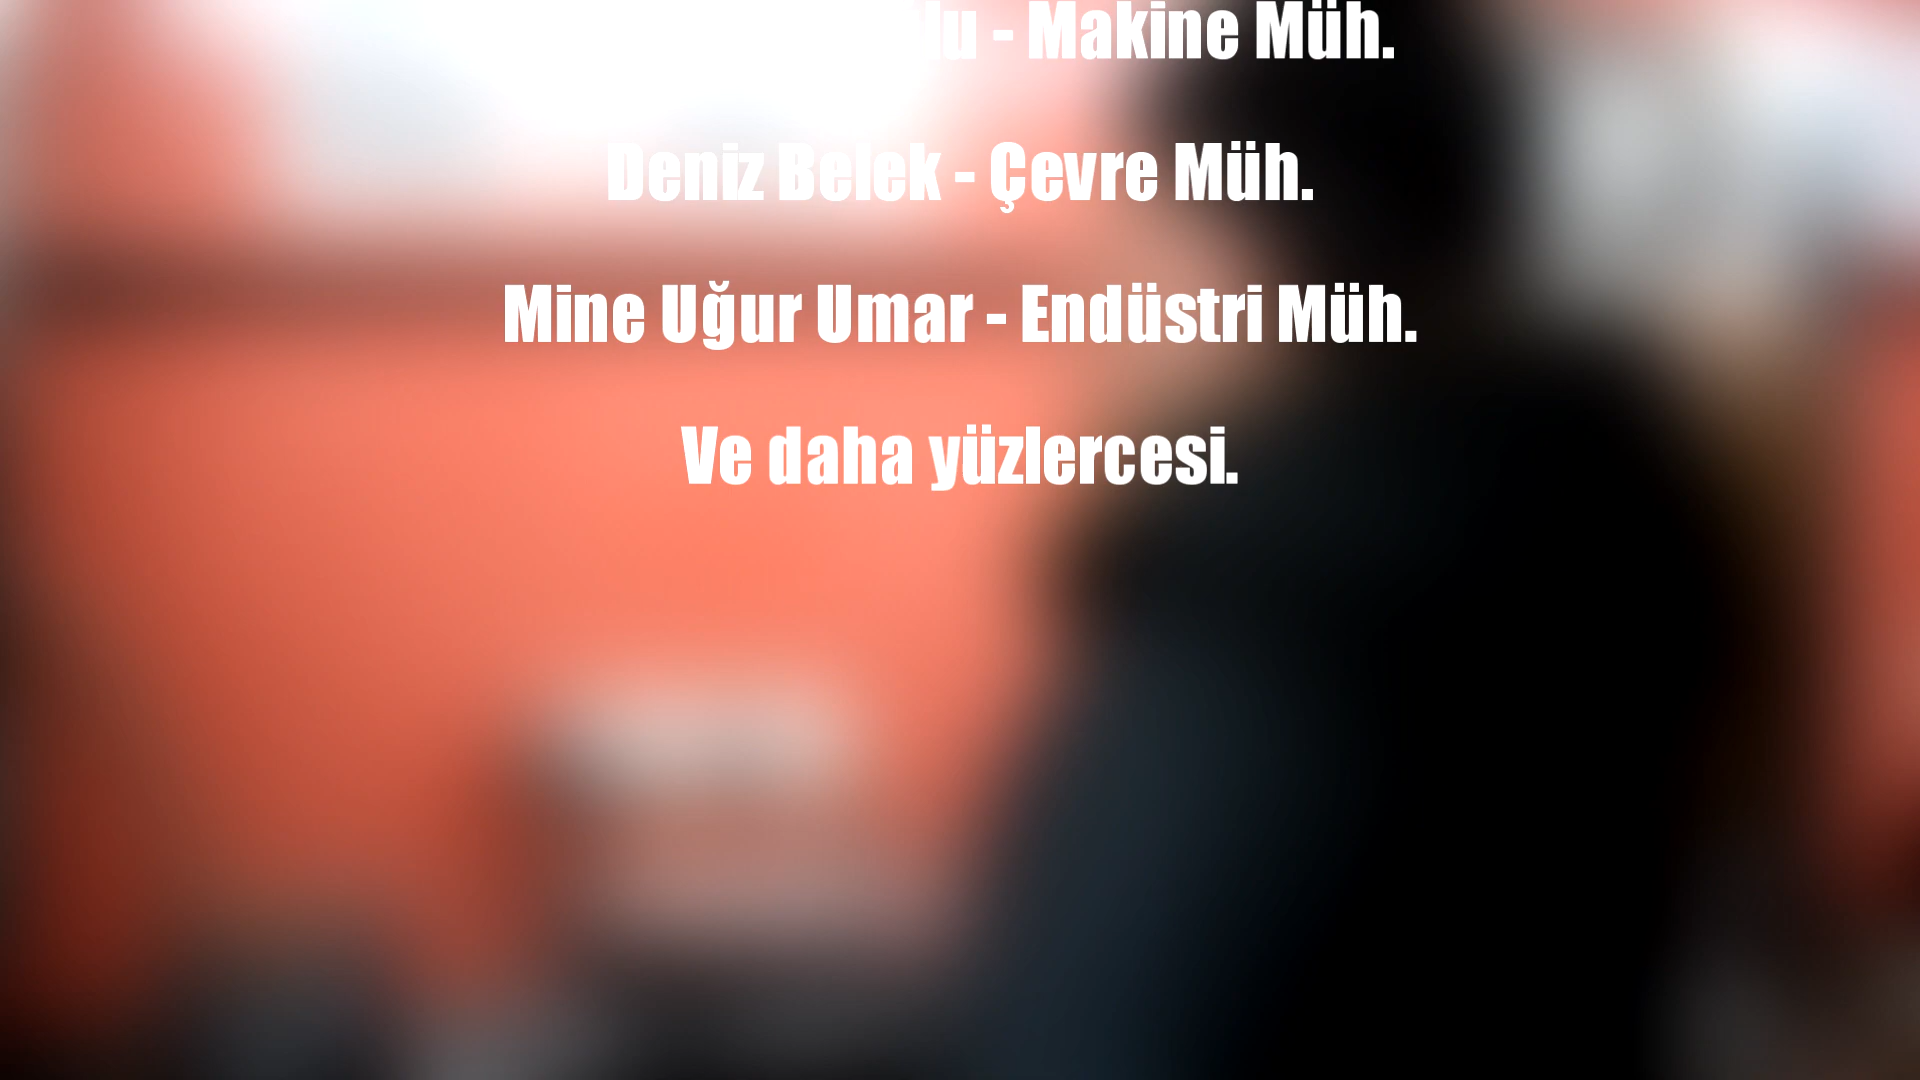 - Makine Müh.
Deniz Belek - Çevre Müh.
Mine Uğur Umar - Endüstri Müh.
Ve daha yüzlercesi.